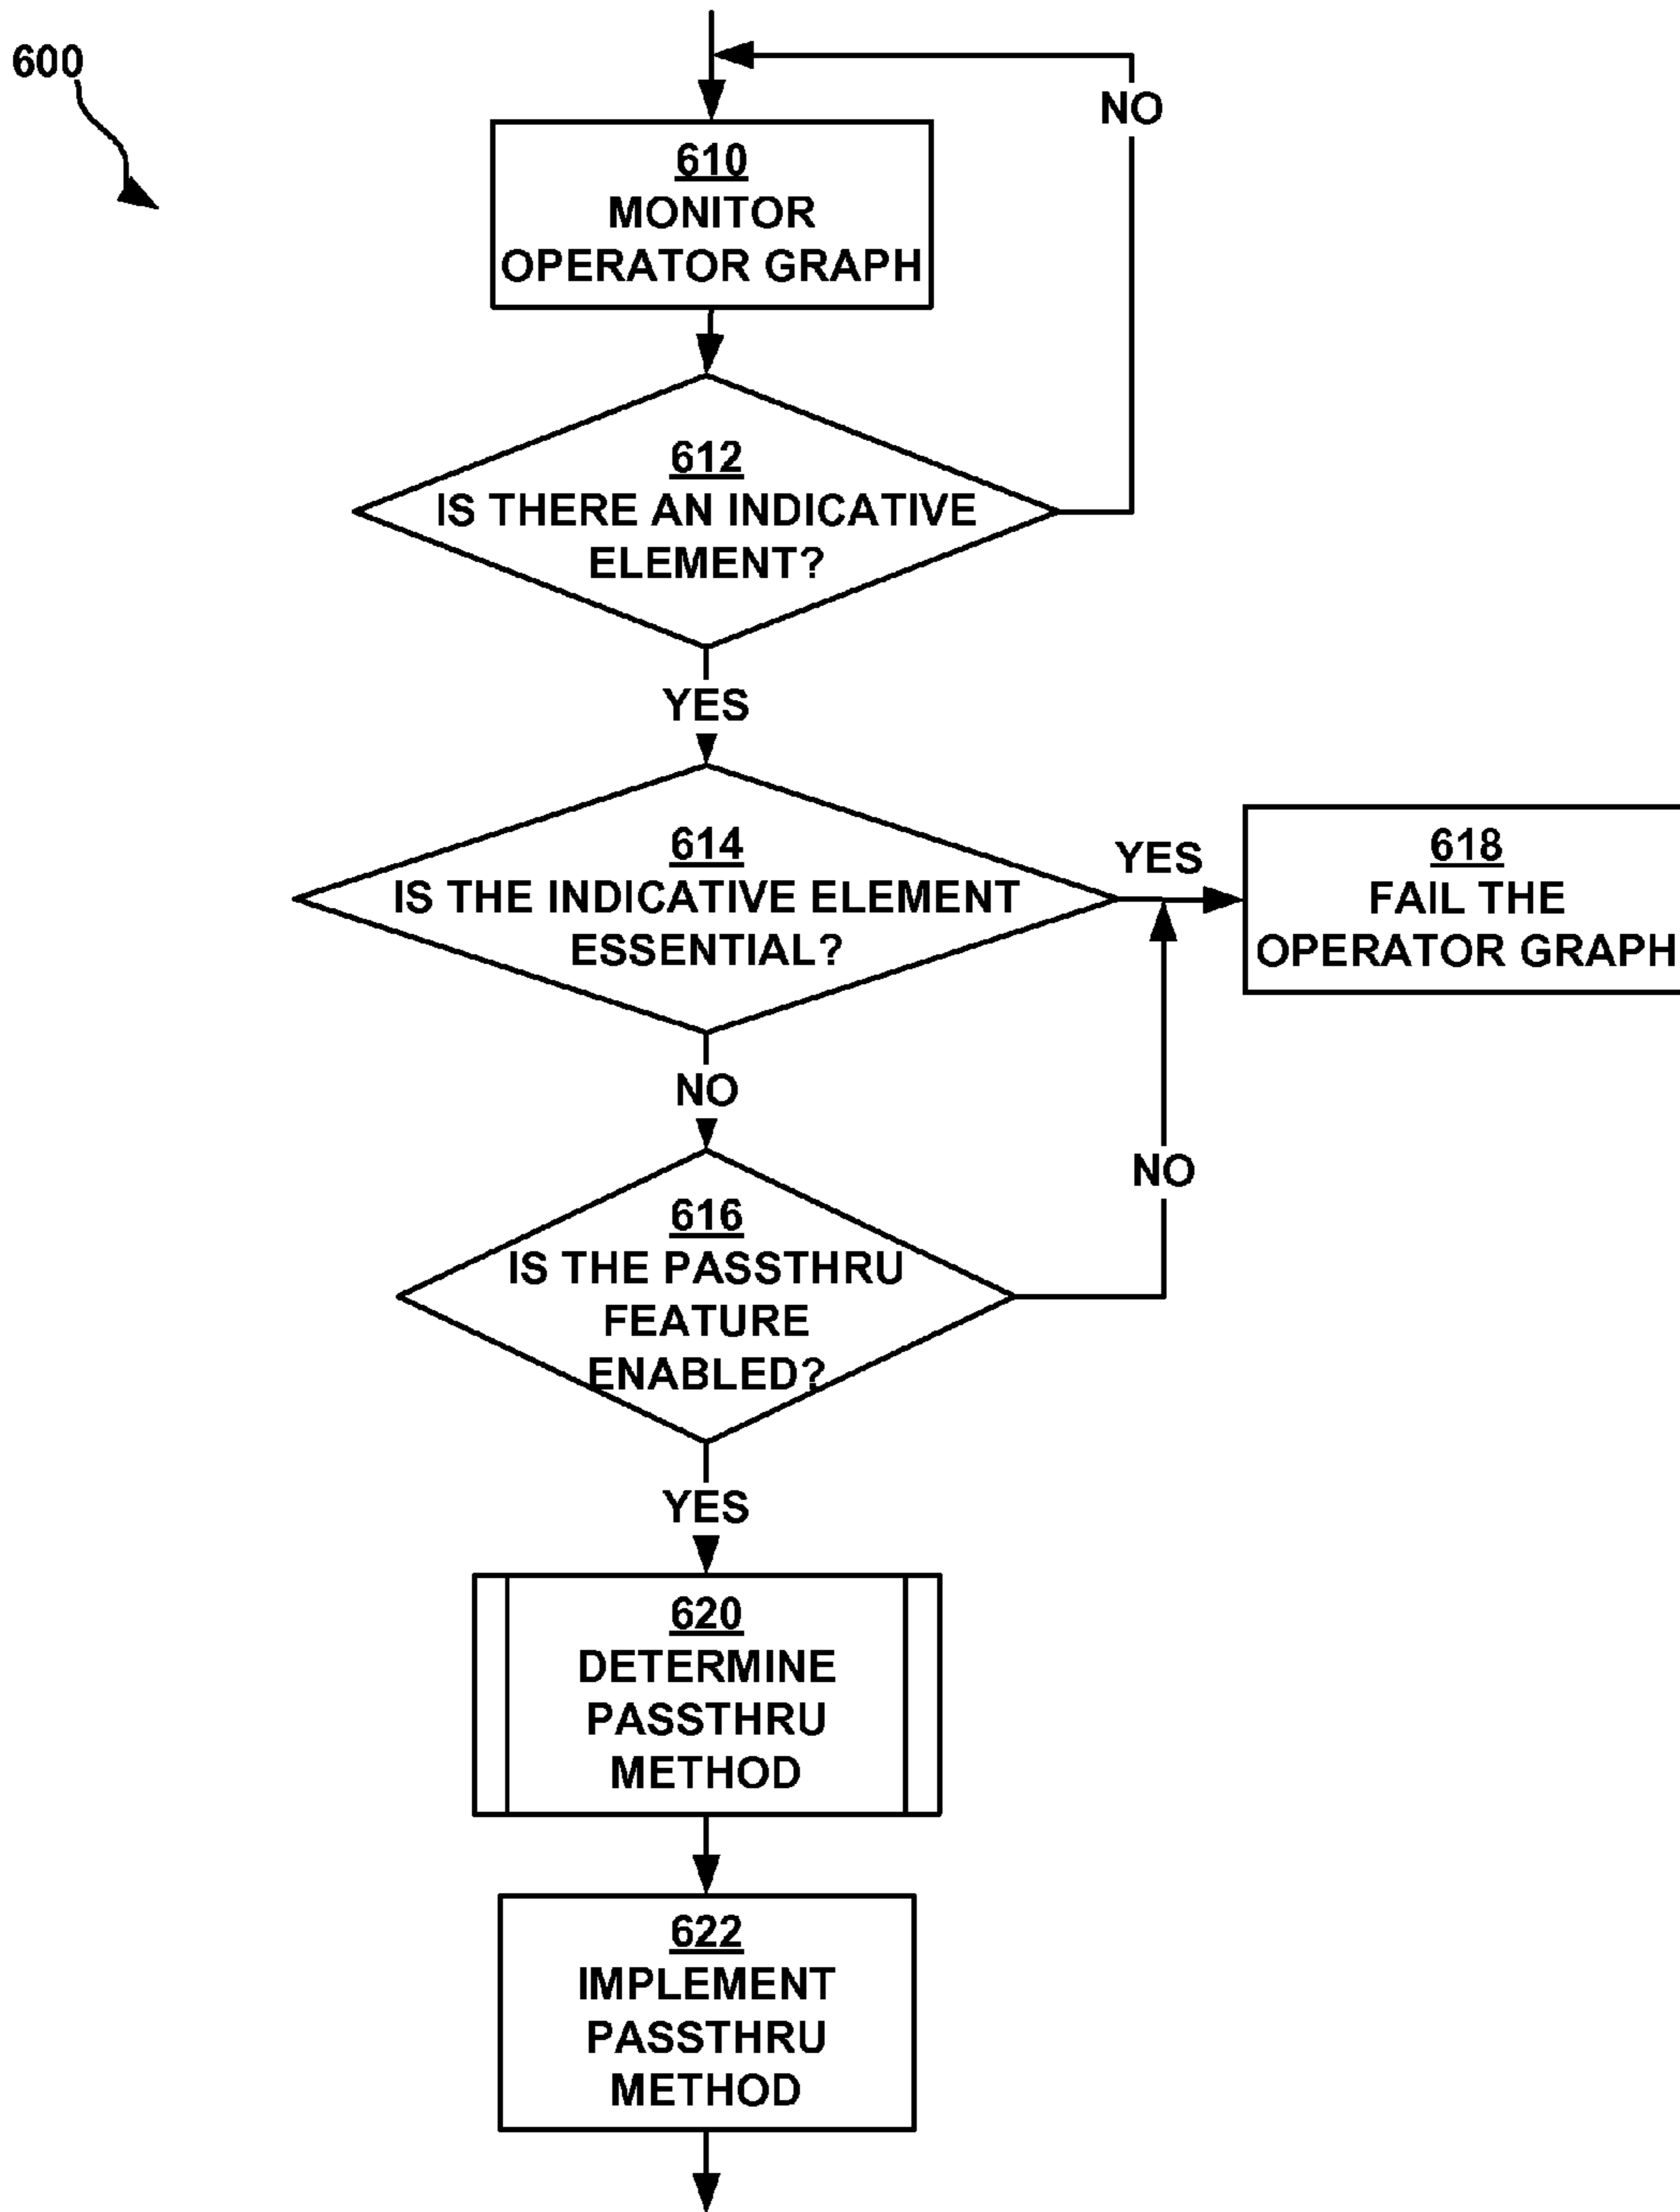 600
NO
610
MONITOR
OPERATOR GRAPH
612
IS THERE AN INDICATIVE
ELEMENT?
YES
614
IS THE INDICATIVE ELEMENT
ESSENTIAL?
YES
618
FAIL THE
OPERATOR GRAPH
NO
NO
616
IS THE PASSTHRU
FEATURE
ENABLED?
YES
620
DETERMINE
PASSTHRU
METHOD
622
IMPLEMENT
PASSTHRU
METHOD